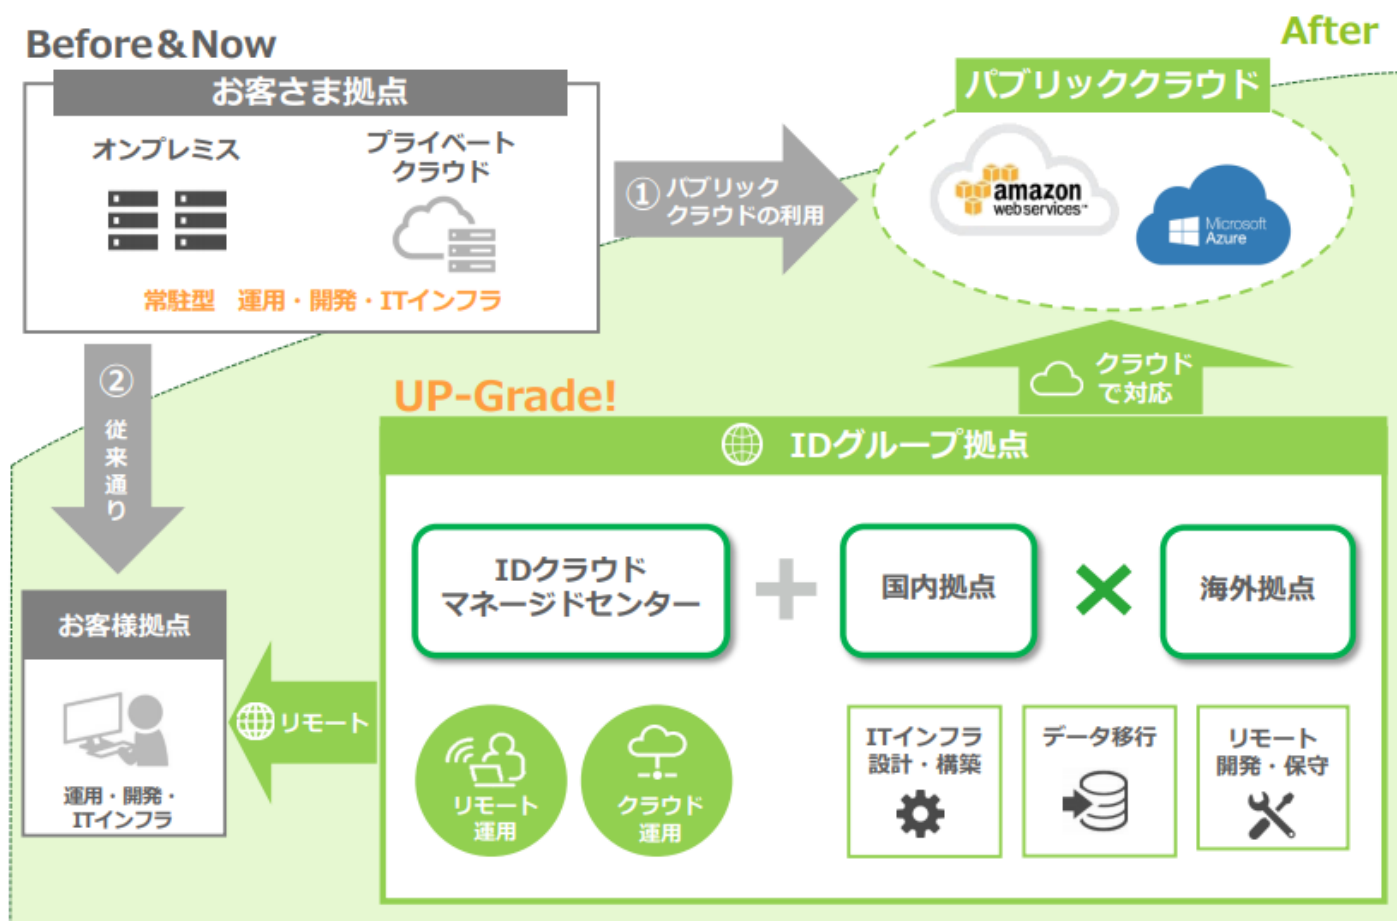 Before&Now
After
お客さま拠点
オンプレミス
プライベート
クラウド
常駐型　運用・開発・ITインフラ
① パブリック
クラウドの利用
パブリッククラウド
amazon
web services™
Microsoft
Azure
②
従来通り
UP-Grade!
クラウド
で対応
IDグループ拠点
IDクラウド
マネージドセンター
国内拠点
海外拠点
お客様拠点
運用・開発・
ITインフラ
リモート
リモート
運用
クラウド
運用
ITインフラ
設計・構築
データ移行
リモート
開発・保守